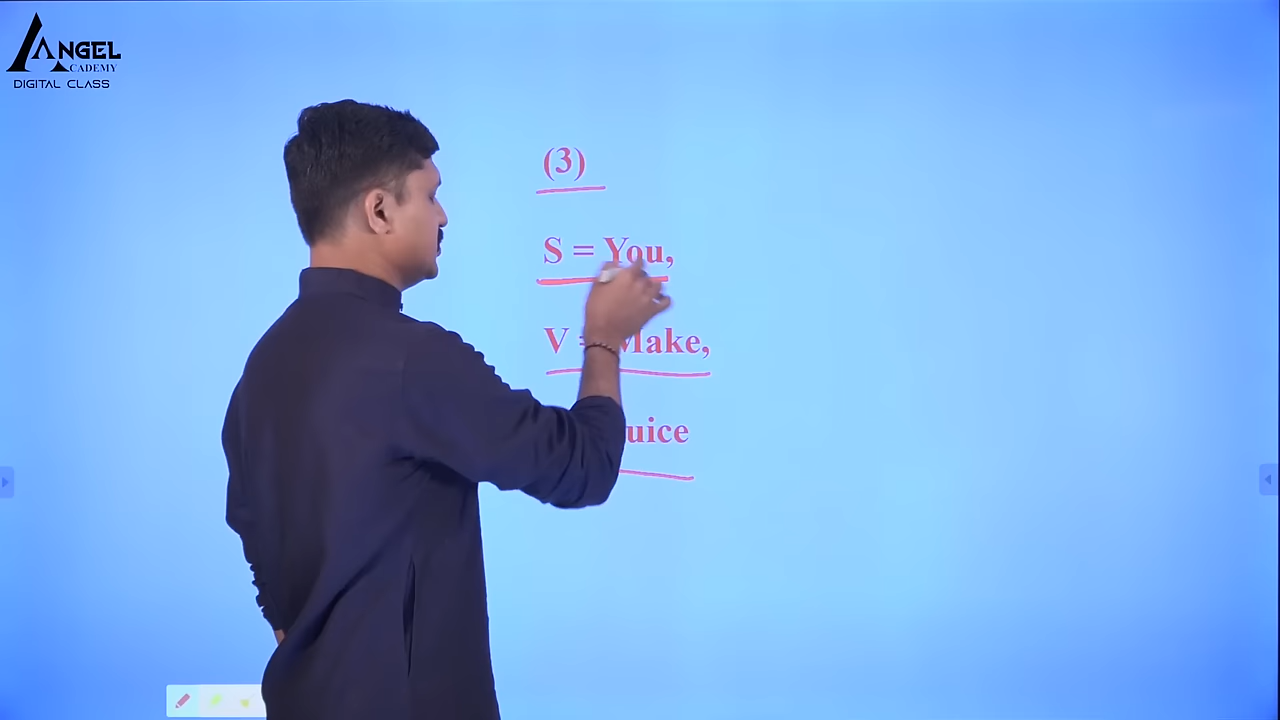 ANGEL
ACADEMY
DIGITAL CLASS
(3)
S = You,
V = Make,
uice